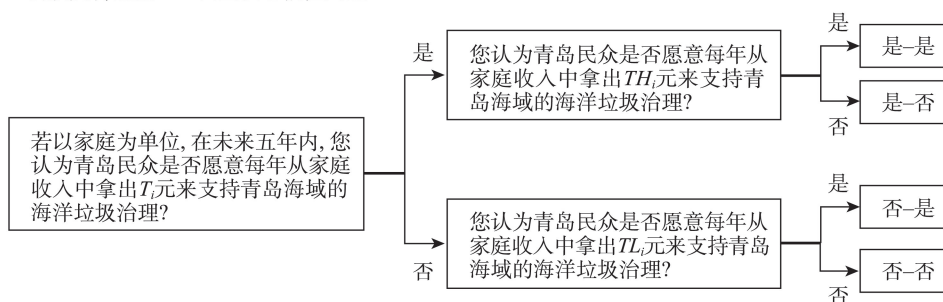 若以家庭为单位, 在未来五年内, 您
认为青岛民众是否愿意每年从家庭
收入中拿出Tᵢ元来支持青岛海域的
海洋垃圾治理?
是
您认为青岛民众是否愿意每年从
家庭收入中拿出THᵢ元来支持青
岛海域的海洋垃圾治理?
是
是–是
是–否
否
否
您认为青岛民众是否愿意每年从
家庭收入中拿出TLᵢ元来支持青岛
海域的海洋垃圾治理?
是
否–是
否–否
否